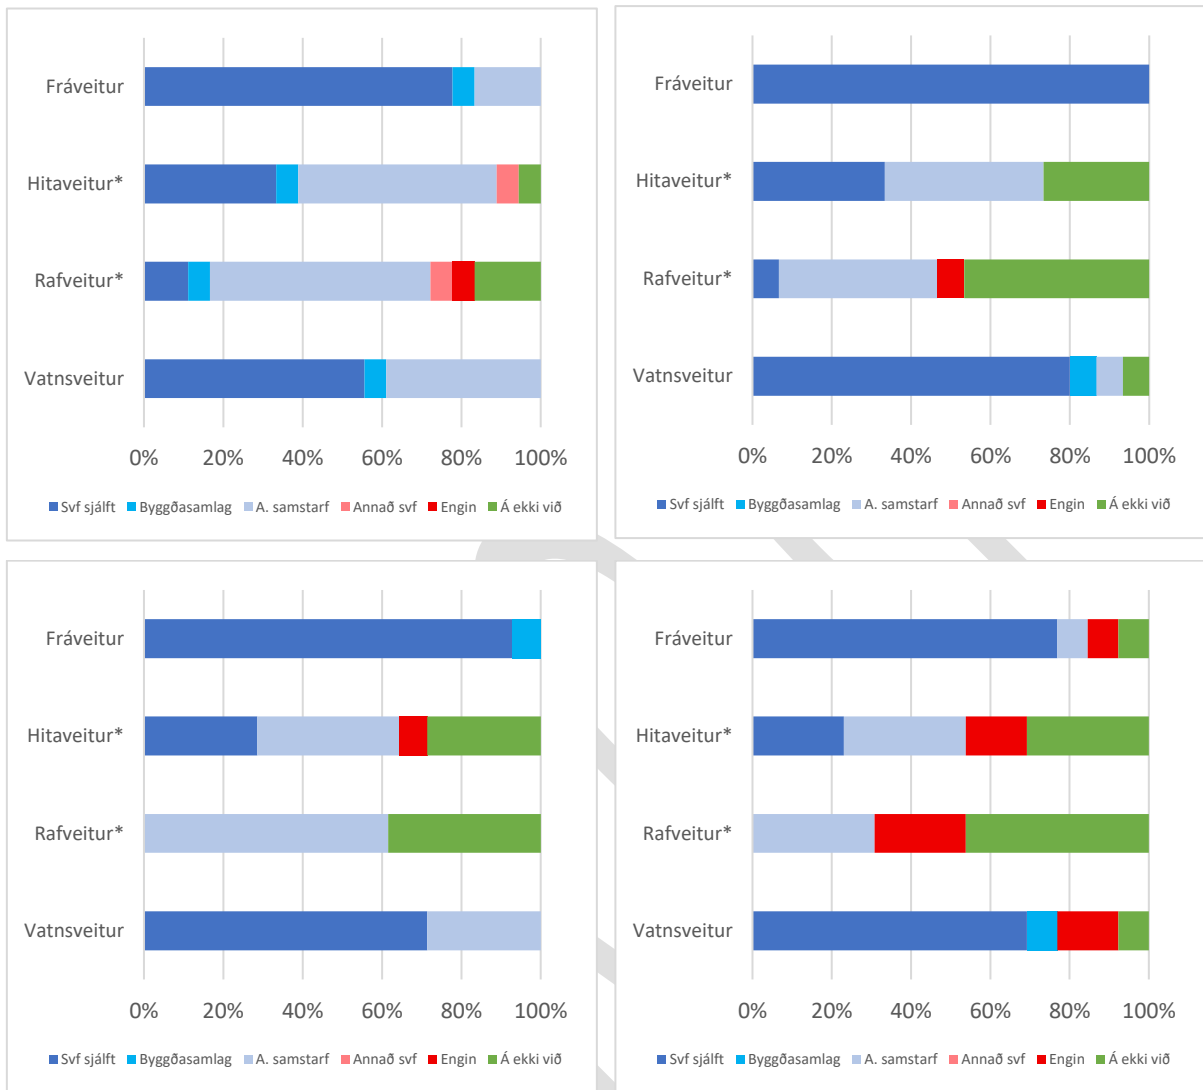 Fráveitur
Hitaveitur*
Rafveitur*
Vatnsveitur
0% 20% 40% 60% 80% 100%
Svf sjálft Byggðasamlag A. samstarf Annað svf Engin Á ekki við
Fráveitur
Hitaveitur*
Rafveitur*
Vatnsveitur
0% 20% 40% 60% 80% 100%
Svf sjálft Byggðasamlag A. samstarf Annað svf Engin Á ekki við
Fráveitur
Hitaveitur*
Rafveitur*
Vatnsveitur
0% 20% 40% 60% 80% 100%
Svf sjálft Byggðasamlag A. samstarf Annað svf Engin Á ekki við
Fráveitur
Hitaveitur*
Rafveitur*
Vatnsveitur
0% 20% 40% 60% 80% 100%
Svf sjálft Byggðasamlag A. samstarf Annað svf Engin Á ekki við